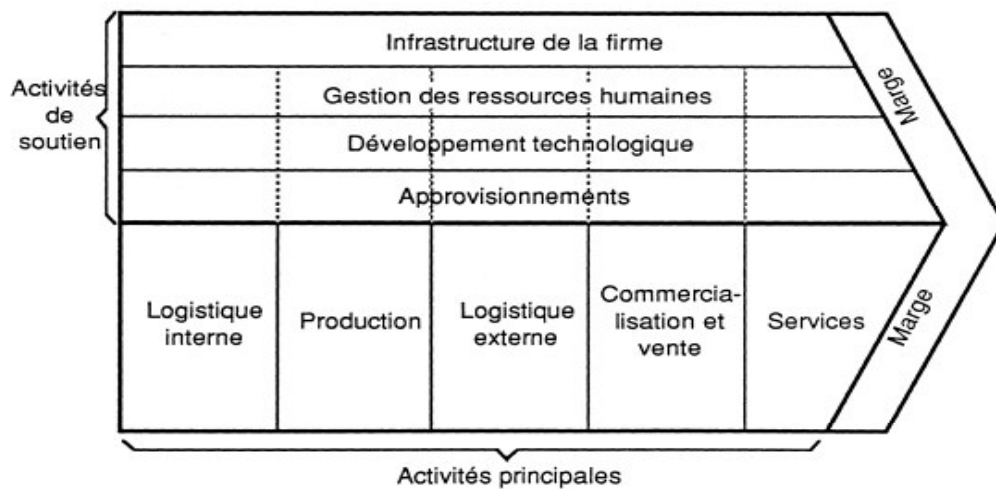 Infrastructure de la firme
Activités
de
soutien
Gestion des ressources humaines
Développement technologique
Approvisionnements
Marge
Logistique
interne
Production
Logistique
externe
Commercia-
lisation et
vente
Services
Marge
Activités principales